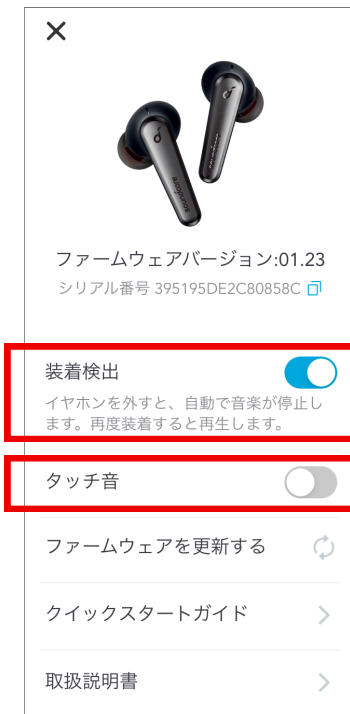 soundcore
ファームウェアバージョン:01.23
シリアル番号 395195DE2C80858C
装着検出
イヤホンを外すと、自動で音楽が停止し
ます。再度装着すると再生します。
タッチ音
ファームウェアを更新する
クイックスタートガイド
取扱説明書